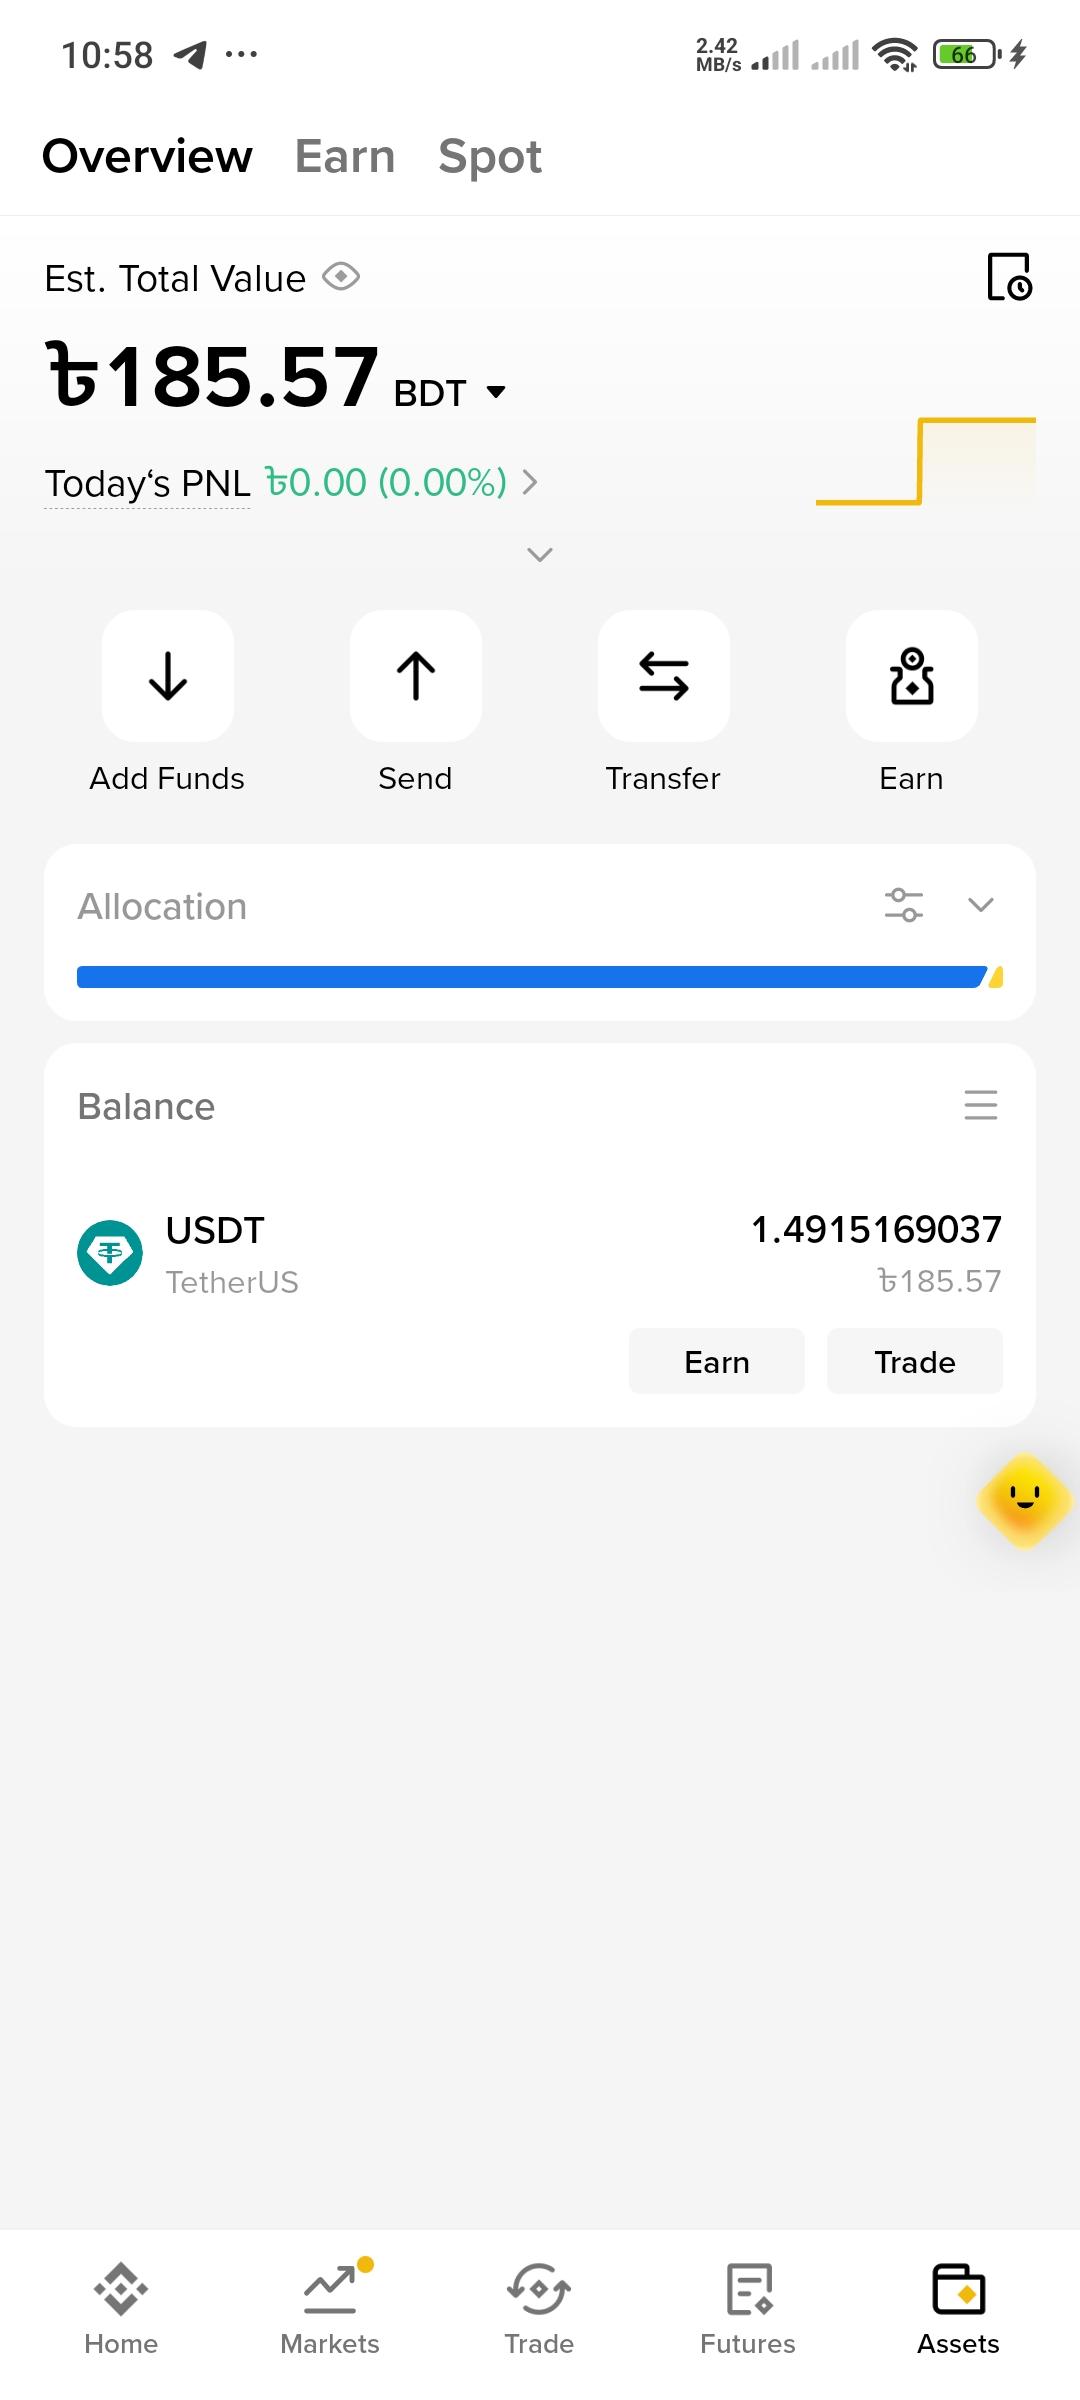 10:58
2.42
MB/s
66
Overview Earn Spot
Est. Total Value
৳185.57 BDT
Today‘s PNL ৳0.00 (0.00%)
Add Funds Send Transfer Earn
Allocation
Balance
USDT 1.4915169037
TetherUS ৳185.57
Earn Trade
Home Markets Trade Futures Assets